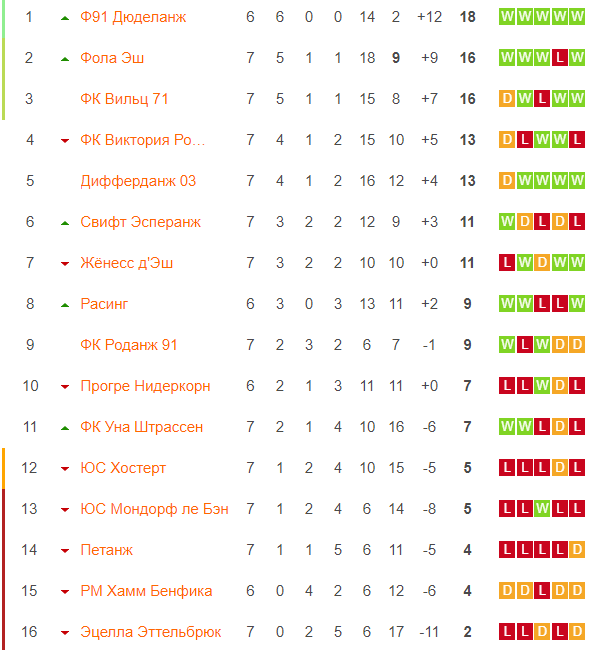 1 Ф91 Дюделанж 6 6 0 0 14 2 +12 18 W W W W W
2 Фола Эш 7 5 1 1 18 9 +9 16 W W W L W
3 ФК Вильц 71 7 5 1 1 15 8 +7 16 D W L W W
4 ФК Виктория Ро... 7 4 1 2 15 10 +5 13 D L W W L
5 Дифферданж 03 7 4 1 2 16 12 +4 13 D W W W W
6 Свифт Эсперанж 7 3 2 2 12 9 +3 11 W D L D L
7 Жёнесс д'Эш 7 3 2 2 10 10 +0 11 L W D W W
8 Расинг 6 3 0 3 13 11 +2 9 W W L L W
9 ФК Роданж 91 7 2 3 2 6 7 -1 9 W L W D D
10 Прогре Нидеркорн 6 2 1 3 11 11 +0 7 L L W D L
11 ФК Уна Штрассен 7 2 1 4 10 16 -6 7 W W L D L
12 ЮС Хостерт 7 1 2 4 10 15 -5 5 L L L D L
13 ЮС Мондорф ле Бэн 7 1 2 4 6 14 -8 5 L L W L L
14 Петанж 7 1 1 5 6 11 -5 4 L L L L D
15 РМ Хамм Бенфика 6 0 4 2 6 12 -6 4 D D L D D
16 Эцелла Эттельбрюк 7 0 2 5 6 17 -11 2 L L D L D